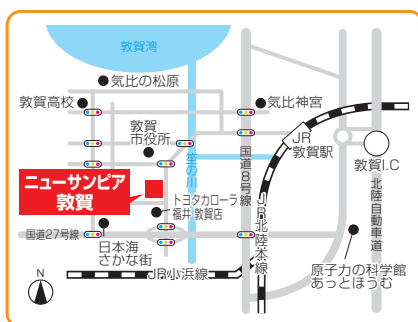 敦賀湾
気比の松原
敦賀高校
気比神宮
敦賀
市役所
笙の川
国道8号線
JR
敦賀駅
敦賀I.C
北陸自動車道
ニューサンピア
敦賀
トヨタカローラ
福井 敦賀店
JR北陸本線
国道27号線
日本海
さかな街
JR小浜線
原子力の科学館
あっとほうむ
N